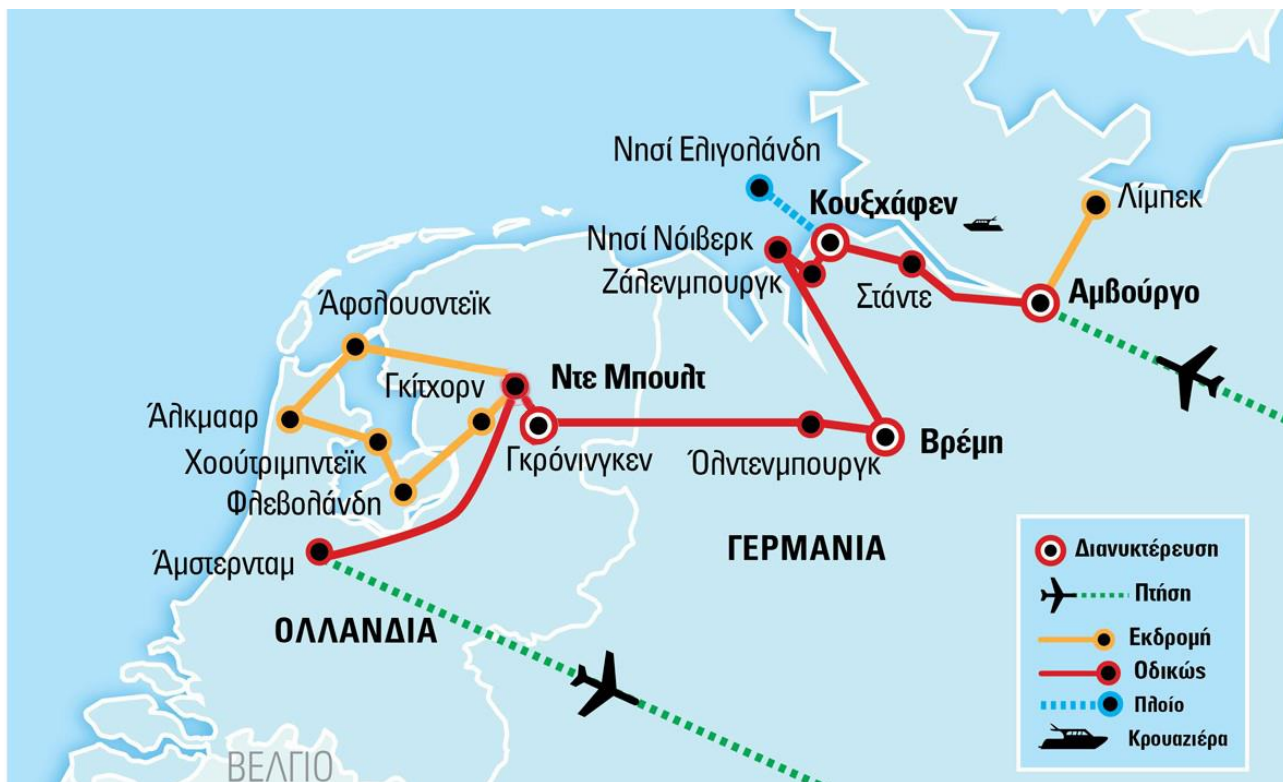 Νησί Ελιγολάνδη
Λίμπεκ
Κουξχάφεν
Νησί Νόιβερκ
Ζάλενμπουργκ
Στάντε
Αμβούργο
Άφσλουσντεϊκ
Γκίτχορν
Ντε Μπουλτ
Άλκμααρ
Χοούτριμπντεϊκ
Γκρόνινγκεν
Όλντενμπουργκ
Βρέμη
Φλεβολάνδη
Άμστερνταμ
ΓΕΡΜΑΝΙΑ
ΟΛΛΑΝΔΙΑ
ΒΕΛΓΙΟ
Διανυκτέρευση
Πτήση
Εκδρομή
Οδικώς
Πλοίο
Κρουαζιέρα